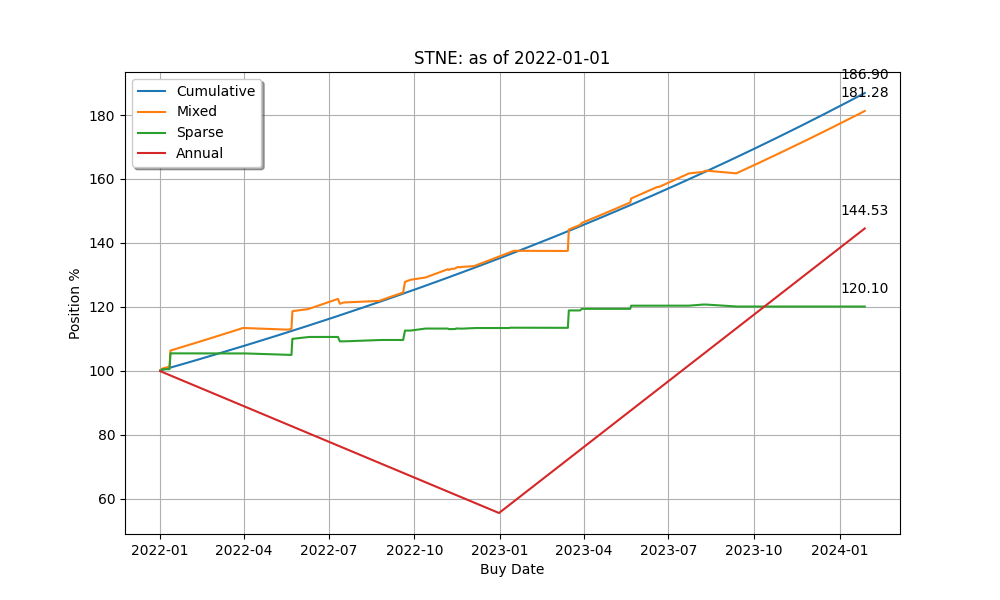 STNE: as of 2022-01-01
Cumulative
Mixed
Sparse
Annual
186.90
181.28
144.53
120.10
180
160
140
120
100
80
60
Position %
2022-01 2022-04 2022-07 2022-10 2023-01 2023-04 2023-07 2023-10 2024-01
Buy Date